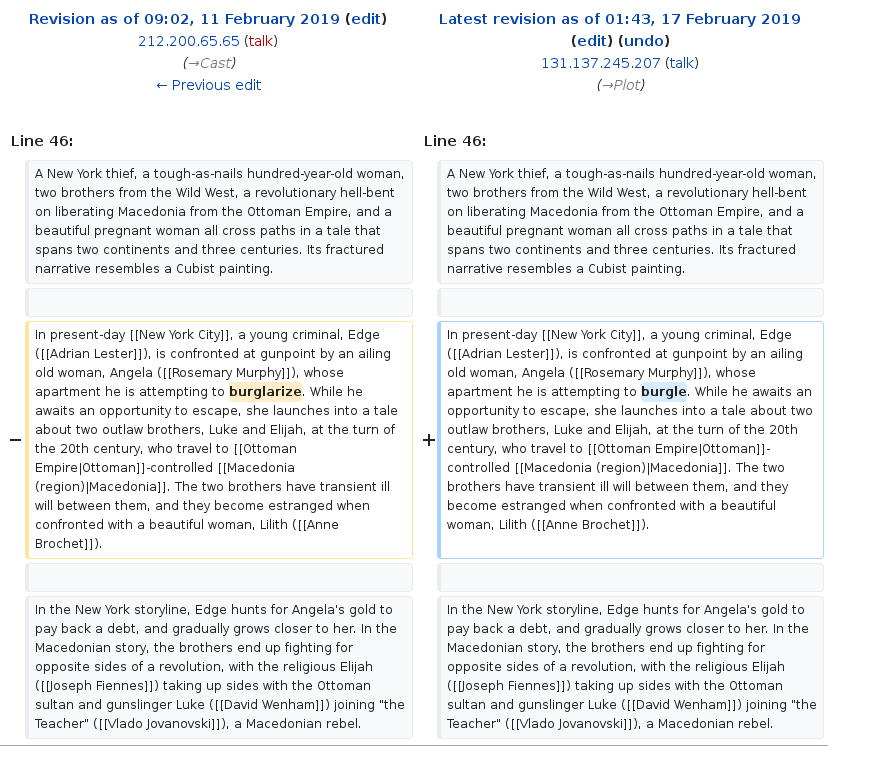 Revision as of 09:02, 11 February 2019 (edit)
212.200.65.65 (talk)
(→Cast)
← Previous edit
Latest revision as of 01:43, 17 February 2019
(edit) (undo)
131.137.245.207 (talk)
(→Plot)
Line 46:
A New York thief, a tough-as-nails hundred-year-old woman,
two brothers from the Wild West, a revolutionary hell-bent
on liberating Macedonia from the Ottoman Empire, and a
beautiful pregnant woman all cross paths in a tale that
spans two continents and three centuries. Its fractured
narrative resembles a Cubist painting.
−
In present-day [[New York City]], a young criminal, Edge
([[Adrian Lester]]), is confronted at gunpoint by an ailing
old woman, Angela ([[Rosemary Murphy]]), whose
apartment he is attempting to burglarize. While he
awaits an opportunity to escape, she launches into a tale
about two outlaw brothers, Luke and Elijah, at the turn of
the 20th century, who travel to [[Ottoman
Empire|Ottoman]]-controlled [[Macedonia
(region)|Macedonia]]. The two brothers have transient ill
will between them, and they become estranged when
confronted with a beautiful woman, Lilith ([[Anne
Brochet]]).
In the New York storyline, Edge hunts for Angela's gold to
pay back a debt, and gradually grows closer to her. In the
Macedonian story, the brothers end up fighting for
opposite sides of a revolution, with the religious Elijah
([[Joseph Fiennes]]) taking up sides with the Ottoman
sultan and gunslinger Luke ([[David Wenham]]) joining "the
Teacher" ([[Vlado Jovanovski]]), a Macedonian rebel.
Line 46:
A New York thief, a tough-as-nails hundred-year-old woman,
two brothers from the Wild West, a revolutionary hell-bent
on liberating Macedonia from the Ottoman Empire, and a
beautiful pregnant woman all cross paths in a tale that
spans two continents and three centuries. Its fractured
narrative resembles a Cubist painting.
+
In present-day [[New York City]], a young criminal, Edge
([[Adrian Lester]]), is confronted at gunpoint by an ailing
old woman, Angela ([[Rosemary Murphy]]), whose
apartment he is attempting to burgle. While he awaits an
opportunity to escape, she launches into a tale about two
outlaw brothers, Luke and Elijah, at the turn of the 20th
century, who travel to [[Ottoman Empire|Ottoman]]-
controlled [[Macedonia (region)|Macedonia]]. The two
brothers have transient ill will between them, and they
become estranged when confronted with a beautiful
woman, Lilith ([[Anne Brochet]]).
In the New York storyline, Edge hunts for Angela's gold to
pay back a debt, and gradually grows closer to her. In the
Macedonian story, the brothers end up fighting for
opposite sides of a revolution, with the religious Elijah
([[Joseph Fiennes]]) taking up sides with the Ottoman
sultan and gunslinger Luke ([[David Wenham]]) joining "the
Teacher" ([[Vlado Jovanovski]]), a Macedonian rebel.